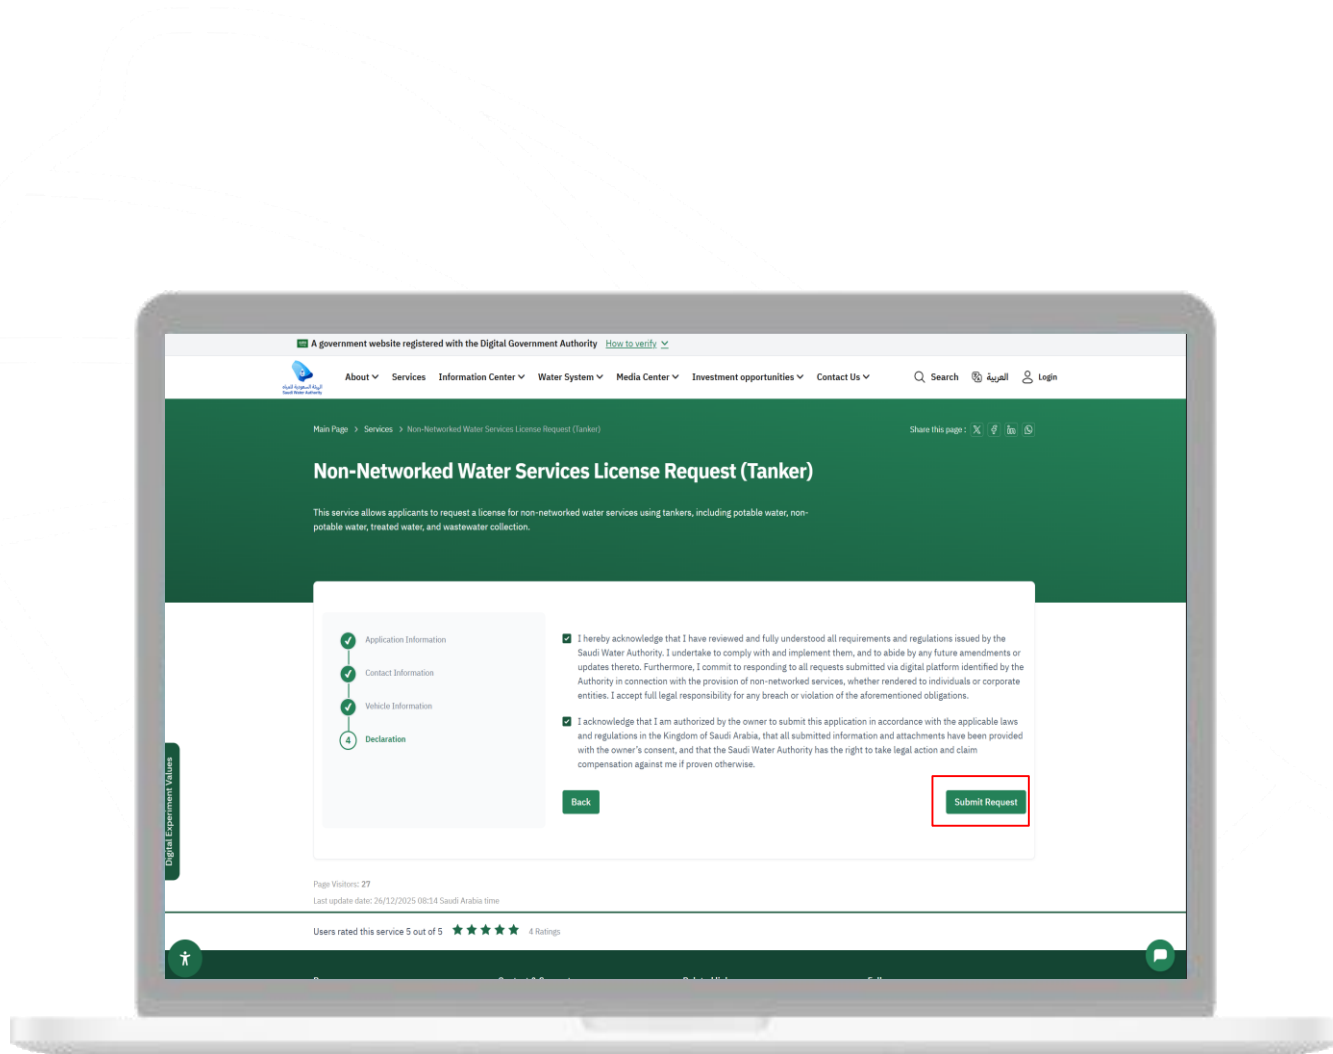 A government website registered with the Digital Government Authority How to verify
الهيئة السعودية للمياه
Saudi Water Authority
About Services Information Center Water System Media Center Investment opportunities Contact Us Search العربية Login
Main Page > Services > Non-Networked Water Services License Request (Tanker)
Share this page :
Non-Networked Water Services License Request (Tanker)
This service allows applicants to request a license for non-networked water services using tankers, including potable water, non-
potable water, treated water, and wastewater collection.
Application Information
Contact Information
Vehicle Information
4 Declaration
I hereby acknowledge that I have reviewed and fully understood all requirements and regulations issued by the
Saudi Water Authority. I undertake to comply with and implement them, and to abide by any future amendments or
updates thereto. Furthermore, I commit to responding to all requests submitted via digital platform identified by the
Authority in connection with the provision of non-networked services, whether rendered to individuals or corporate
entities. I accept full legal responsibility for any breach or violation of the aforementioned obligations.
I acknowledge that I am authorized by the owner to submit this application in accordance with the applicable laws
and regulations in the Kingdom of Saudi Arabia, that all submitted information and attachments have been provided
with the owner's consent, and that the Saudi Water Authority has the right to take legal action and claim
compensation against me if proven otherwise.
Back
Submit Request
Digital Experiment Values
Page Visitors: 27
Last update date: 26/12/2025 08:14 Saudi Arabia time
Users rated this service 5 out of 5 4 Ratings